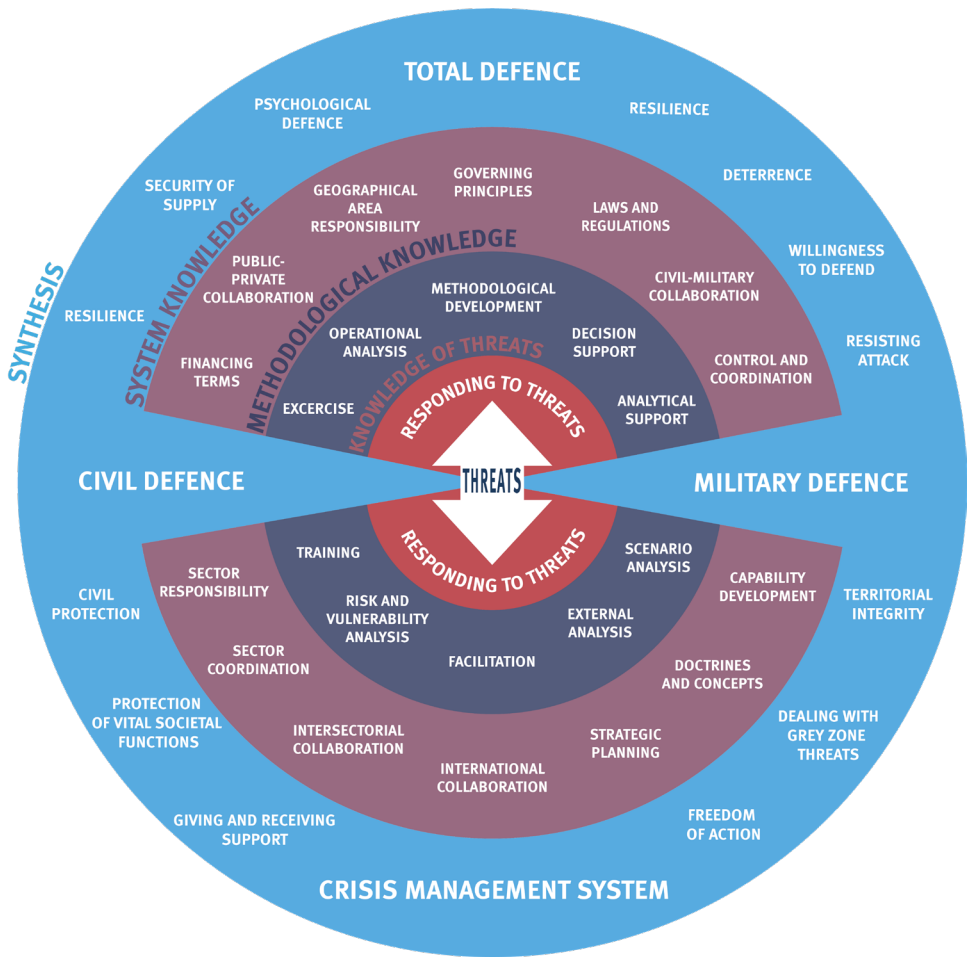 TOTAL DEFENCE
PSYCHOLOGICAL
DEFENCE
RESILIENCE
SECURITY OF
SUPPLY
DETERRENCE
WILLINGNESS
TO DEFEND
RESILIENCE
RESISTING
ATTACK
SYNTHESIS
SYSTEM KNOWLEDGE
GEOGRAPHICAL
AREA
RESPONSIBILITY
GOVERNING
PRINCIPLES
LAWS AND
REGULATIONS
PUBLIC-
PRIVATE
COLLABORATION
CIVIL-MILITARY
COLLABORATION
FINANCING
TERMS
CONTROL AND
COORDINATION
METHODOLOGICAL KNOWLEDGE
METHODOLOGICAL
DEVELOPMENT
OPERATIONAL
ANALYSIS
DECISION
SUPPORT
EXCERCISE
ANALYTICAL
SUPPORT
KNOWLEDGE OF THREATS
RESPONDING TO THREATS
CIVIL DEFENCE
THREATS
MILITARY DEFENCE
RESPONDING TO THREATS
TRAINING
SCENARIO
ANALYSIS
RISK AND
VULNERABILITY
ANALYSIS
EXTERNAL
ANALYSIS
FACILITATION
SECTOR
RESPONSIBILITY
CAPABILITY
DEVELOPMENT
SECTOR
COORDINATION
DOCTRINES
AND CONCEPTS
INTERSECTORIAL
COLLABORATION
STRATEGIC
PLANNING
INTERNATIONAL
COLLABORATION
CIVIL
PROTECTION
TERRITORIAL
INTEGRITY
PROTECTION
OF VITAL SOCIETAL
FUNCTIONS
DEALING WITH
GREY ZONE
THREATS
GIVING AND RECEIVING
SUPPORT
FREEDOM
OF ACTION
CRISIS MANAGEMENT SYSTEM